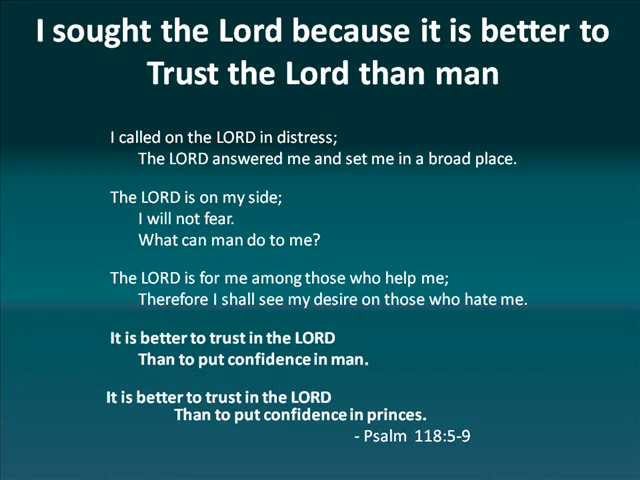 I sought the Lord because it is better to
Trust the Lord than man
I called on the LORD in distress;
The LORD answered me and set me in a broad place.
The LORD is on my side;
I will not fear.
What can man do to me?
The LORD is for me among those who help me;
Therefore I shall see my desire on those who hate me.
It is better to trust in the LORD
Than to put confidence in man.
It is better to trust in the LORD
Than to put confidence in princes.
- Psalm 118:5-9